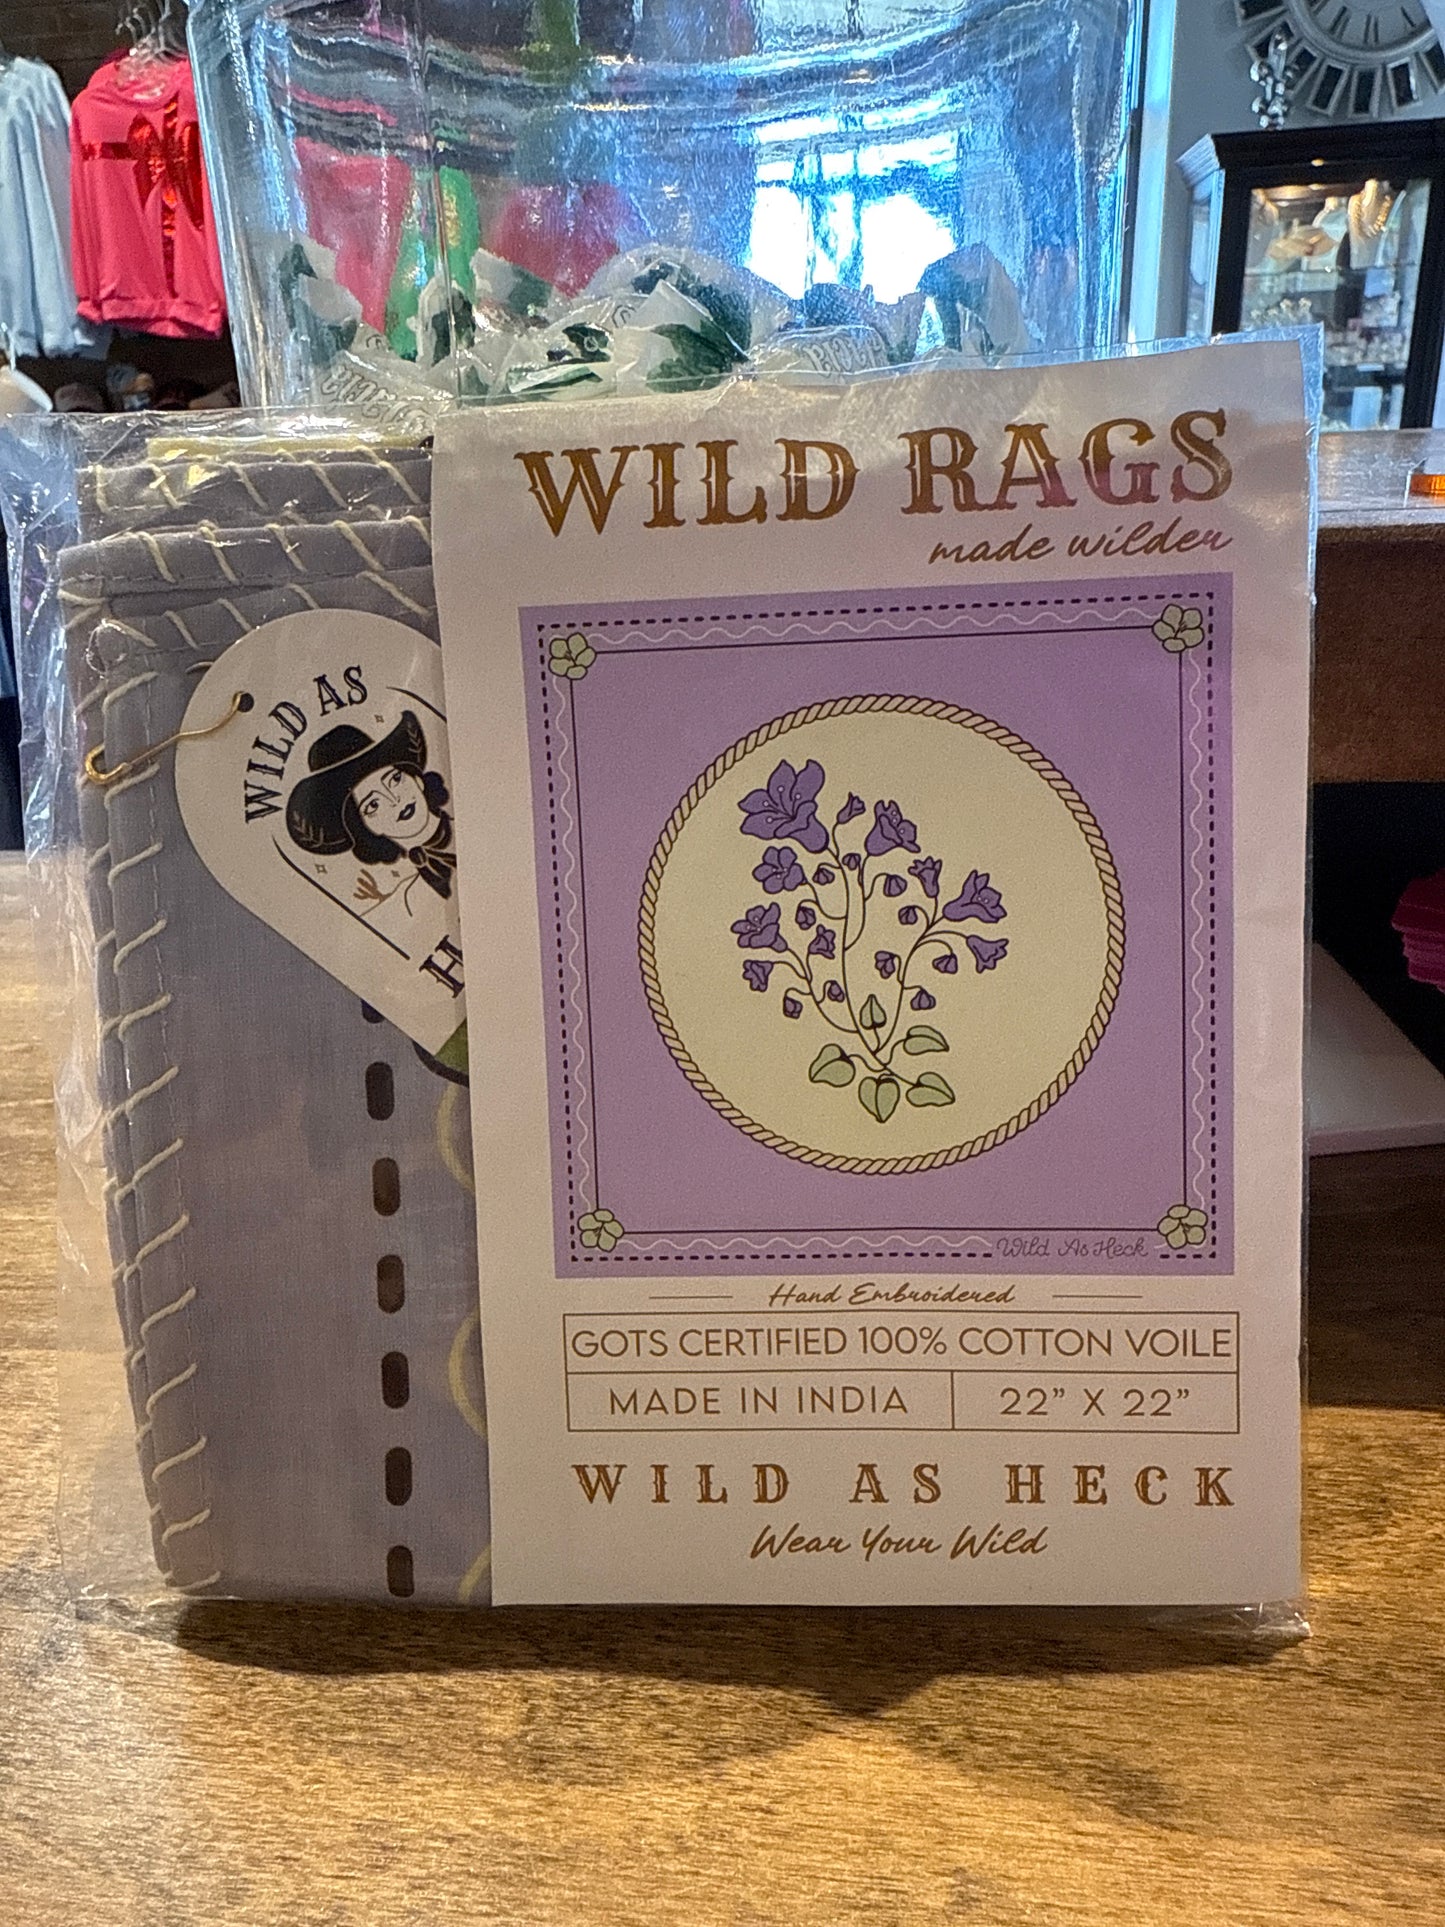 WILD RAGS
made wilder
WILD AS
H
Wild As Heck
Hand Embroidered
GOTS CERTIFIED 100% COTTON VOILE
MADE IN INDIA
22” X 22”
WILD AS HECK
Wear Your Wild